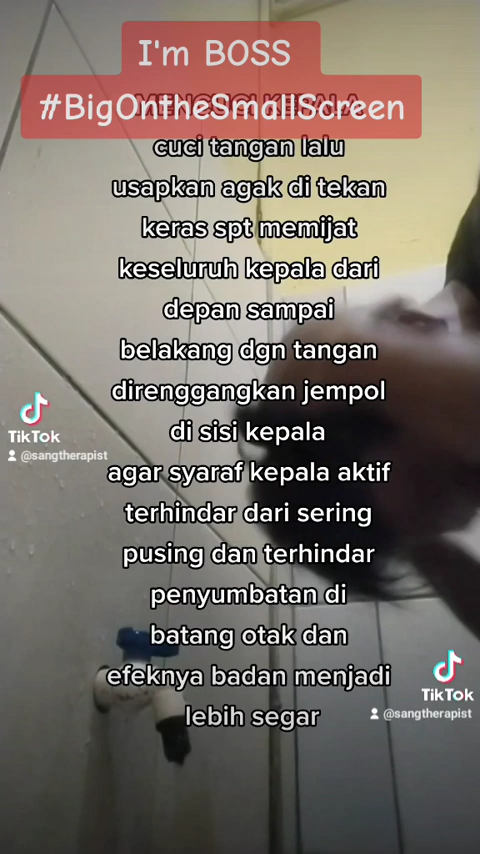 I'm BOSS
#BigOntheSmallScreen
MENCUCI KEPALA
cuci tangan lalu
usapkan agak di tekan
keras spt memijat
keseluruh kepala dari
depan sampai
belakang dgn tangan
direnggangkan jempol
di sisi kepala
agar syaraf kepala aktif
terhindar dari sering
pusing dan terhindar
penyumbatan di
batang otak dan
efeknya badan menjadi
lebih segar
TikTok
@sangtherapist
TikTok
@sangtherapist